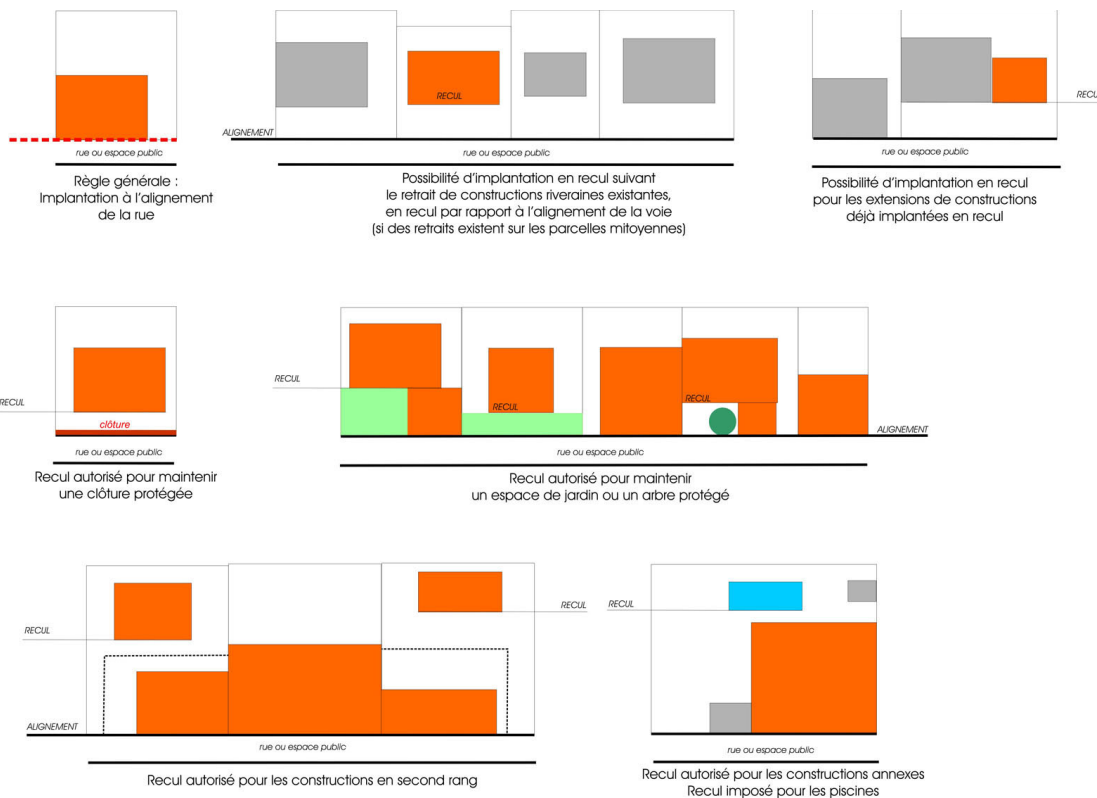 rue ou espace public
Règle générale :
Implantation à l'alignement
de la rue
RECUL
ALIGNEMENT
rue ou espace public
Possibilité d'implantation en recul suivant
le retrait de constructions riveraines existantes,
en recul par rapport à l'alignement de la voie
(si des retraits existent sur les parcelles mitoyennes)
RECUL
rue ou espace public
Possibilité d'implantation en recul
pour les extensions de constructions
déjà implantées en recul
RECUL
clôture
rue ou espace public
Recul autorisé pour maintenir
une clôture protégée
RECUL
RECUL
RECUL
ALIGNEMENT
rue ou espace public
Recul autorisé pour maintenir
un espace de jardin ou un arbre protégé
RECUL
RECUL
ALIGNEMENT
rue ou espace public
Recul autorisé pour les constructions en second rang
RECUL
rue ou espace public
Recul autorisé pour les constructions annexes
Recul imposé pour les piscines